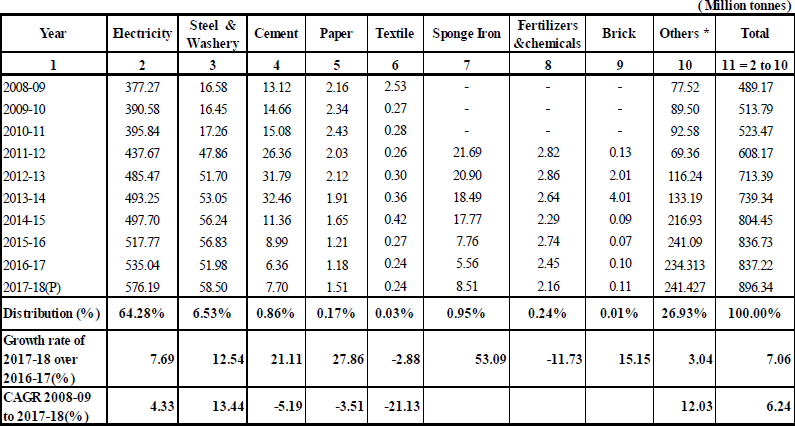 ( Million tonnes)
Year Electricity Steel & Washery Cement Paper Textile Sponge Iron Fertilizers &chemicals Brick Others * Total
1 2 3 4 5 6 7 8 9 10 11 = 2 to 10
2008-09 377.27 16.58 13.12 2.16 2.53 - - - 77.52 489.17
2009-10 390.58 16.45 14.66 2.34 0.27 - - - 89.50 513.79
2010-11 395.84 17.26 15.08 2.43 0.28 - - - 92.58 523.47
2011-12 437.67 47.86 26.36 2.03 0.26 21.69 2.82 0.13 69.36 608.17
2012-13 485.47 51.70 31.79 2.12 0.30 20.90 2.86 2.01 116.24 713.39
2013-14 493.25 53.05 32.46 1.91 0.36 18.49 2.64 4.01 133.19 739.34
2014-15 497.70 56.24 11.36 1.65 0.42 17.77 2.29 0.09 216.93 804.45
2015-16 517.77 56.83 8.99 1.21 0.27 7.76 2.74 0.07 241.09 836.73
2016-17 535.04 51.98 6.36 1.18 0.24 5.56 2.45 0.10 234.313 837.22
2017-18(P) 576.19 58.50 7.70 1.51 0.24 8.51 2.16 0.11 241.427 896.34
Distribution (%) 64.28% 6.53% 0.86% 0.17% 0.03% 0.95% 0.24% 0.01% 26.93% 100.00%
Growth rate of
2017-18 over 7.69 12.54 21.11 27.86 -2.88 53.09 -11.73 15.15 3.04 7.06
2016-17(%)
CAGR 2008-09
to 2017-18(%) 4.33 13.44 -5.19 -3.51 -21.13 12.03 6.24